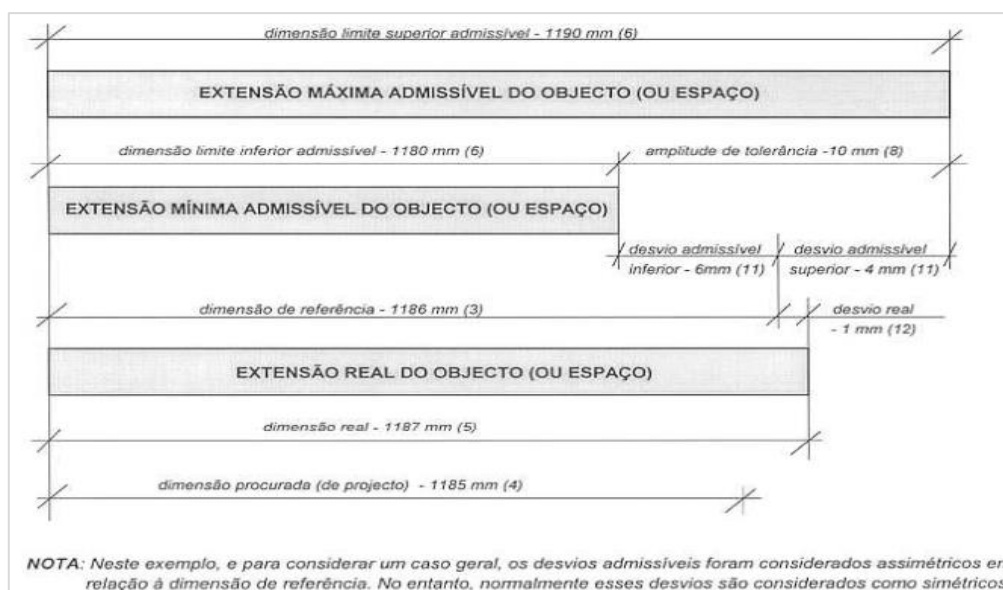 dimensão limite superior admissível - 1190 mm (6)
EXTENSÃO MÁXIMA ADMISSÍVEL DO OBJECTO (OU ESPAÇO)
dimensão limite inferior admissível - 1180 mm (6)
amplitude de tolerância -10 mm (8)
EXTENSÃO MÍNIMA ADMISSÍVEL DO OBJECTO (OU ESPAÇO)
desvio admissível
inferior - 6mm (11)
desvio admissível
superior - 4 mm (11)
dimensão de referência - 1186 mm (3)
desvio real
- 1 mm (12)
EXTENSÃO REAL DO OBJECTO (OU ESPAÇO)
dimensão real - 1187 mm (5)
dimensão procurada (de projecto) - 1185 mm (4)
NOTA: Neste exemplo, e para considerar um caso geral, os desvios admissíveis foram considerados assimétricos em
relação à dimensão de referência. No entanto, normalmente esses desvios são considerados como simétricos